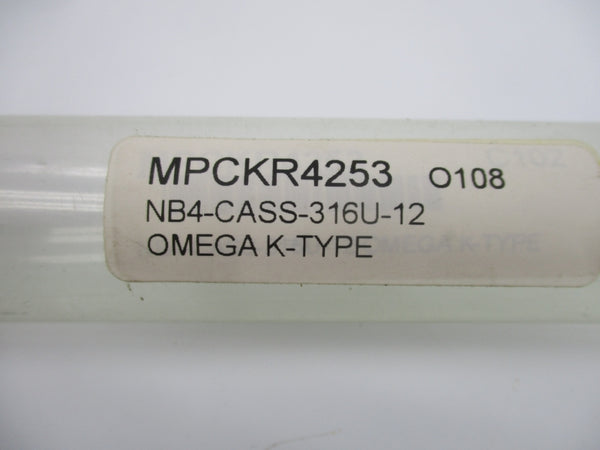 MPCKR4253 O108
NB4-CASS-316U-12
OMEGA K-TYPE